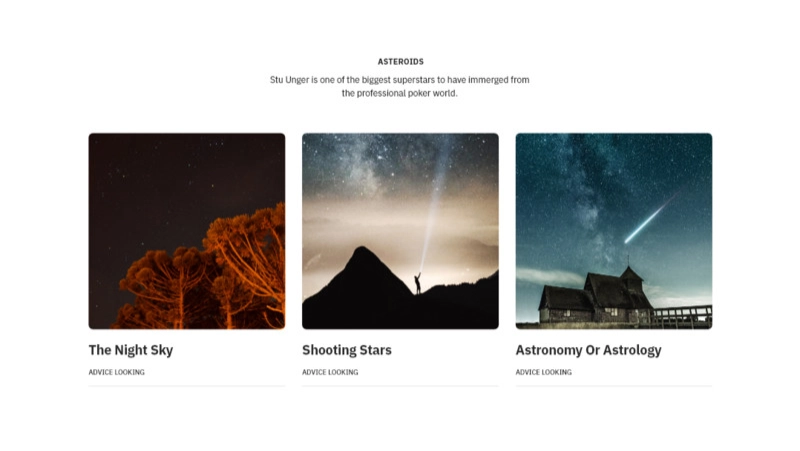 ASTEROIDS
Stu Unger is one of the biggest superstars to have immerged from
the professional poker world.
The Night Sky
ADVICE LOOKING
Shooting Stars
ADVICE LOOKING
Astronomy Or Astrology
ADVICE LOOKING